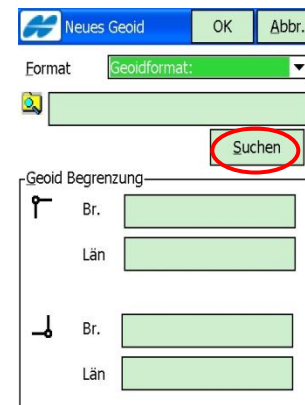 Neues Geoid OK Abbr.
Format Geoidformat:
Suchen
Geoid Begrenzung
Br.
Län
Br.
Län